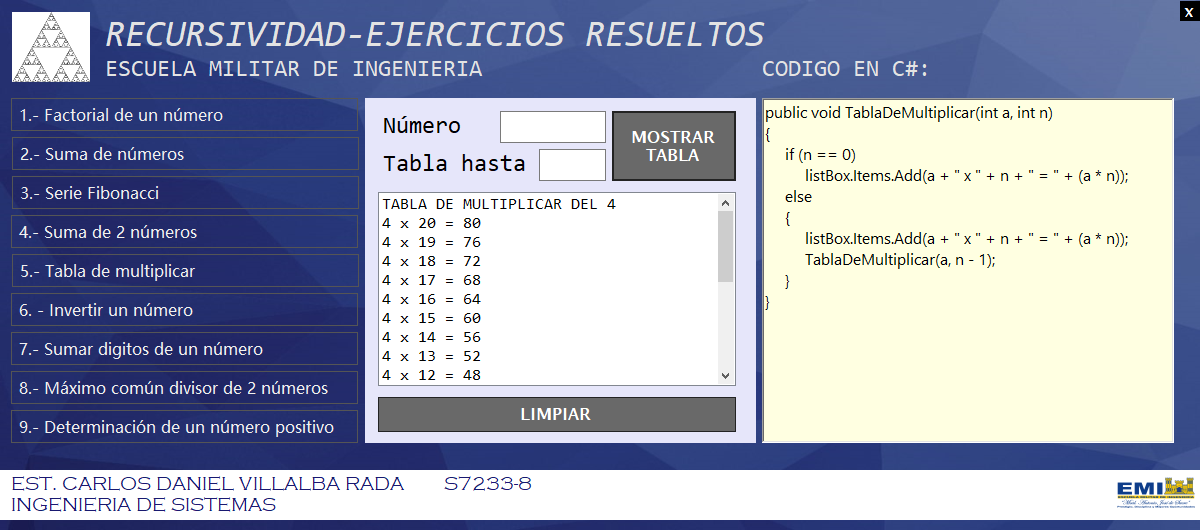 x
RECURSIVIDAD-EJERCICIOS RESUELTOS
ESCUELA MILITAR DE INGENIERIA
CODIGO EN C#:
1.- Factorial de un número
2.- Suma de números
3.- Serie Fibonacci
4.- Suma de 2 números
5.- Tabla de multiplicar
6. - Invertir un número
7.- Sumar digitos de un número
8.- Máximo común divisor de 2 números
9.- Determinación de un número positivo
Número
Tabla hasta
MOSTRAR
TABLA
TABLA DE MULTIPLICAR DEL 4
4 x 20 = 80
4 x 19 = 76
4 x 18 = 72
4 x 17 = 68
4 x 16 = 64
4 x 15 = 60
4 x 14 = 56
4 x 13 = 52
4 x 12 = 48
LIMPIAR
public void TablaDeMultiplicar(int a, int n)
{
if (n == 0)
listBox.Items.Add(a + " x " + n + " = " + (a * n));
else
{
listBox.Items.Add(a + " x " + n + " = " + (a * n));
TablaDeMultiplicar(a, n - 1);
}
}
EST. CARLOS DANIEL VILLALBA RADA S7233-8
INGENIERIA DE SISTEMAS
EMI
ESCUELA MILITAR DE INGENIERIA